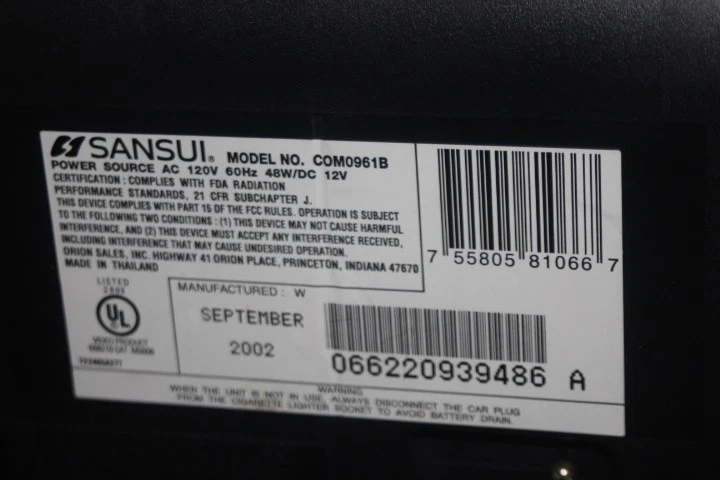 SANSUI® MODEL NO. COM0961B
POWER SOURCE AC 120V 60Hz 48W/DC 12V
CERTIFICATION : COMPLIES WITH FDA RADIATION
PERFORMANCE STANDARDS, 21 CFR SUBCHAPTER J.
THIS DEVICE COMPLIES WITH PART 15 OF THE FCC RULES. OPERATION IS SUBJECT
TO THE FOLLOWING TWO CONDITIONS : (1) THIS DEVICE MAY NOT CAUSE HARMFUL
INTERFERENCE, AND (2) THIS DEVICE MUST ACCEPT ANY INTERFERENCE RECEIVED,
INCLUDING INTERFERENCE THAT MAY CAUSE UNDESIRED OPERATION.
ORION SALES, INC. HIGHWAY 41 ORION PLACE, PRINCETON, INDIANA 47670
MADE IN THAILAND
7 55805 81066 7
LISTED
UL
VIDEO PRODUCT
MANUFACTURED : W
SEPTEMBER
2002
066220939486 A
WARNING
WHEN THE UNIT IS NOT IN USE, ALWAYS DISCONNECT THE CAR PLUG
FROM THE CIGARETTE LIGHTER SOCKET TO AVOID BATTERY DRAIN.